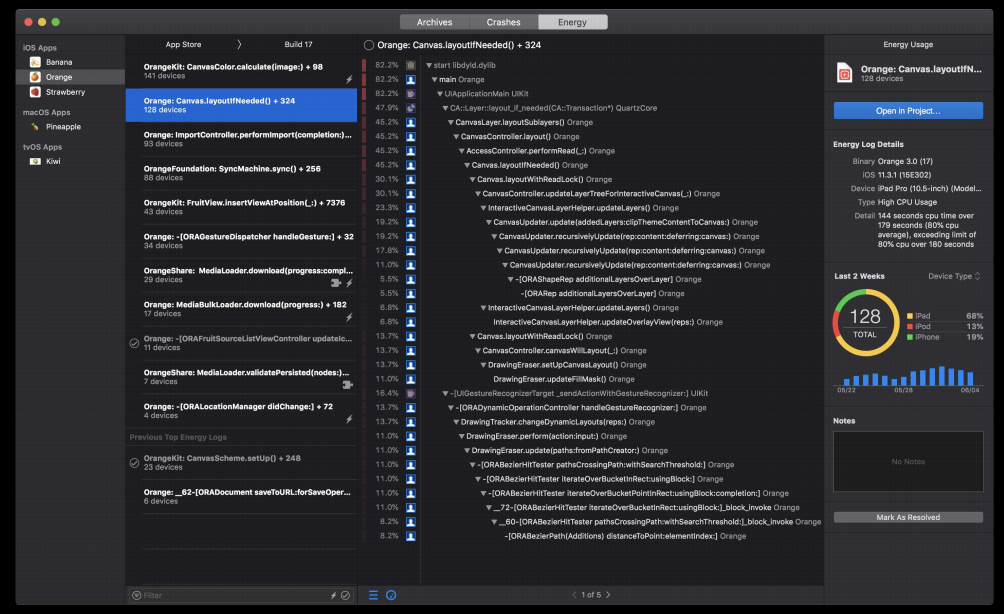 Archives Crashes Energy
iOS Apps
Banana
Orange
Strawberry
macOS Apps
Pineapple
tvOS Apps
Kiwi
App Store 〉 Build 17
OrangeKit: CanvasColor.calculate(image:) + 98
141 devices
Orange: Canvas.layoutIfNeeded() + 324
128 devices
Orange: ImportController.performImport(completion:)...
93 devices
OrangeFoundation: SyncMachine.sync() + 256
88 devices
OrangeKit: FruitView.insertViewAtPosition(_:) + 7376
43 devices
Orange: -[ORAGestureDispatcher handleGesture:] + 32
34 devices
OrangeShare: MediaLoader.download(progress:compl...
29 devices
Orange: MediaBulkLoader.download(progress:) + 182
17 devices
Orange: -[ORAFruitSourceListViewController updateIc...
11 devices
OrangeShare: MediaLoader.validatePersisted(nodes:)...
7 devices
Orange: -[ORALocationManager didChange:] + 72
4 devices
Previous Top Energy Logs
OrangeKit: CanvasScheme.setUp() + 248
23 devices
Orange: __62-[ORADocument saveToURL:forSaveOper...
6 devices
Filter
Orange: Canvas.layoutIfNeeded() + 324
82.2% start libdyld.dylib
82.2% main Orange
82.2% UIApplicationMain UIKit
47.9% CA::Layer::layout_if_needed(CA::Transaction*) QuartzCore
45.2% CanvasLayer.layoutSublayers() Orange
45.2% CanvasController.layout() Orange
45.2% AccessController.performRead(_:) Orange
45.2% Canvas.layoutIfNeeded() Orange
30.1% Canvas.layoutWithReadLock() Orange
30.1% CanvasController.updateLayerTreeForInteractiveCanvas(_:) Orange
23.3% InteractiveCanvasLayerHelper.updateLayers() Orange
19.2% CanvasUpdater.update(addedLayers:clipThemeContentToCanvas:) Orange
19.2% CanvasUpdater.recursivelyUpdate(rep:content:deferring:canvas:) Orange
17.8% CanvasUpdater.recursivelyUpdate(rep:content:deferring:canvas:) Orange
11.0% CanvasUpdater.recursivelyUpdate(rep:content:deferring:canvas:) Orange
5.5% -[ORAShapeRep additionalLayersOverLayer] Orange
5.5% -[ORARep additionalLayersOverLayer] Orange
6.8% InteractiveCanvasLayerHelper.updateLayers() Orange
6.8% InteractiveCanvasLayerHelper.updateOverlayView(reps:) Orange
13.7% Canvas.layoutWithReadLock() Orange
13.7% CanvasController.canvasWillLayout(_:) Orange
13.7% DrawingEraser.setUpCanvasLayout() Orange
11.0% DrawingEraser.updateFillMask() Orange
16.4% -[UIGestureRecognizerTarget _sendActionWithGestureRecognizer:] UIKit
13.7% -[ORADynamicOperationController handleGestureRecognizer:] Orange
13.7% DrawingTracker.changeDynamicLayouts(reps:) Orange
11.0% DrawingEraser.perform(action:input:) Orange
11.0% DrawingEraser.update(paths:fromPathCreator:) Orange
11.0% -[ORABezierHitTester pathsCrossingPath:withSearchThreshold:] Orange
11.0% -[ORABezierHitTester iterateOverBucketInRect:usingBlock:] Orange
11.0% -[ORABezierHitTester iterateOverBucketPointInRect:usingBlock:completion:] Orange
11.0% __72-[ORABezierHitTester iterateOverBucketInRect:usingBlock:]_block_invoke Orange
8.2% __60-[ORABezierHitTester pathsCrossingPath:withSearchThreshold:]_block_invoke Orange
8.2% -[ORABezierPath(Additions) distanceToPoint:elementIndex:] Orange
1 of 5
Energy Usage
Orange: Canvas.layoutIfN...
128 devices
Open in Project...
Energy Log Details
Binary Orange 3.0 (17)
iOS 11.3.1 (15E302)
Device iPad Pro (10.5-inch) (Model...
Type High CPU Usage
Detail 144 seconds cpu time over
179 seconds (80% cpu
average), exceeding limit of
80% cpu over 180 seconds
Last 2 Weeks Device Type
128
TOTAL
iPad 68%
iPod 13%
iPhone 19%
05/22 05/28 06/04
Notes
No Notes
Mark As Resolved